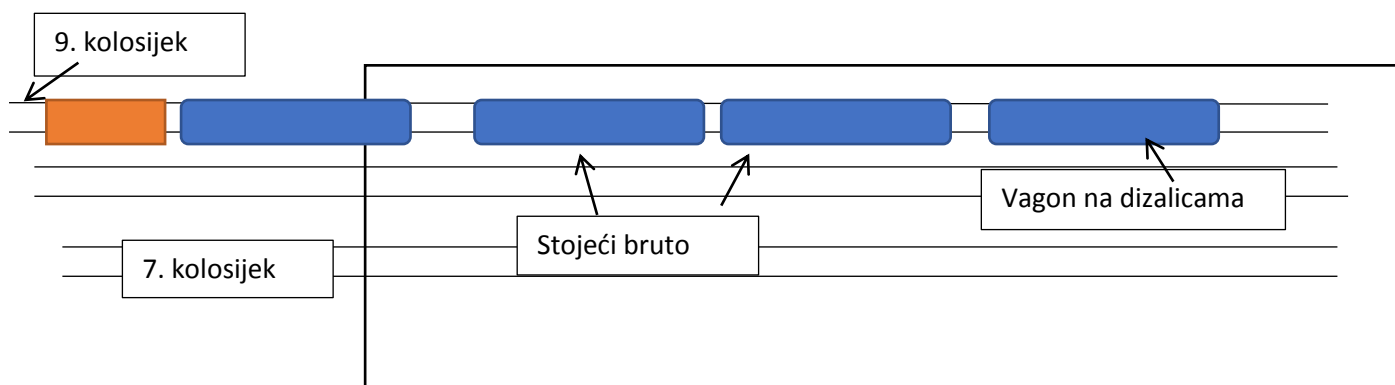 9. kolosijek
Vagon na dizalicama
Stojeći bruto
7. kolosijek